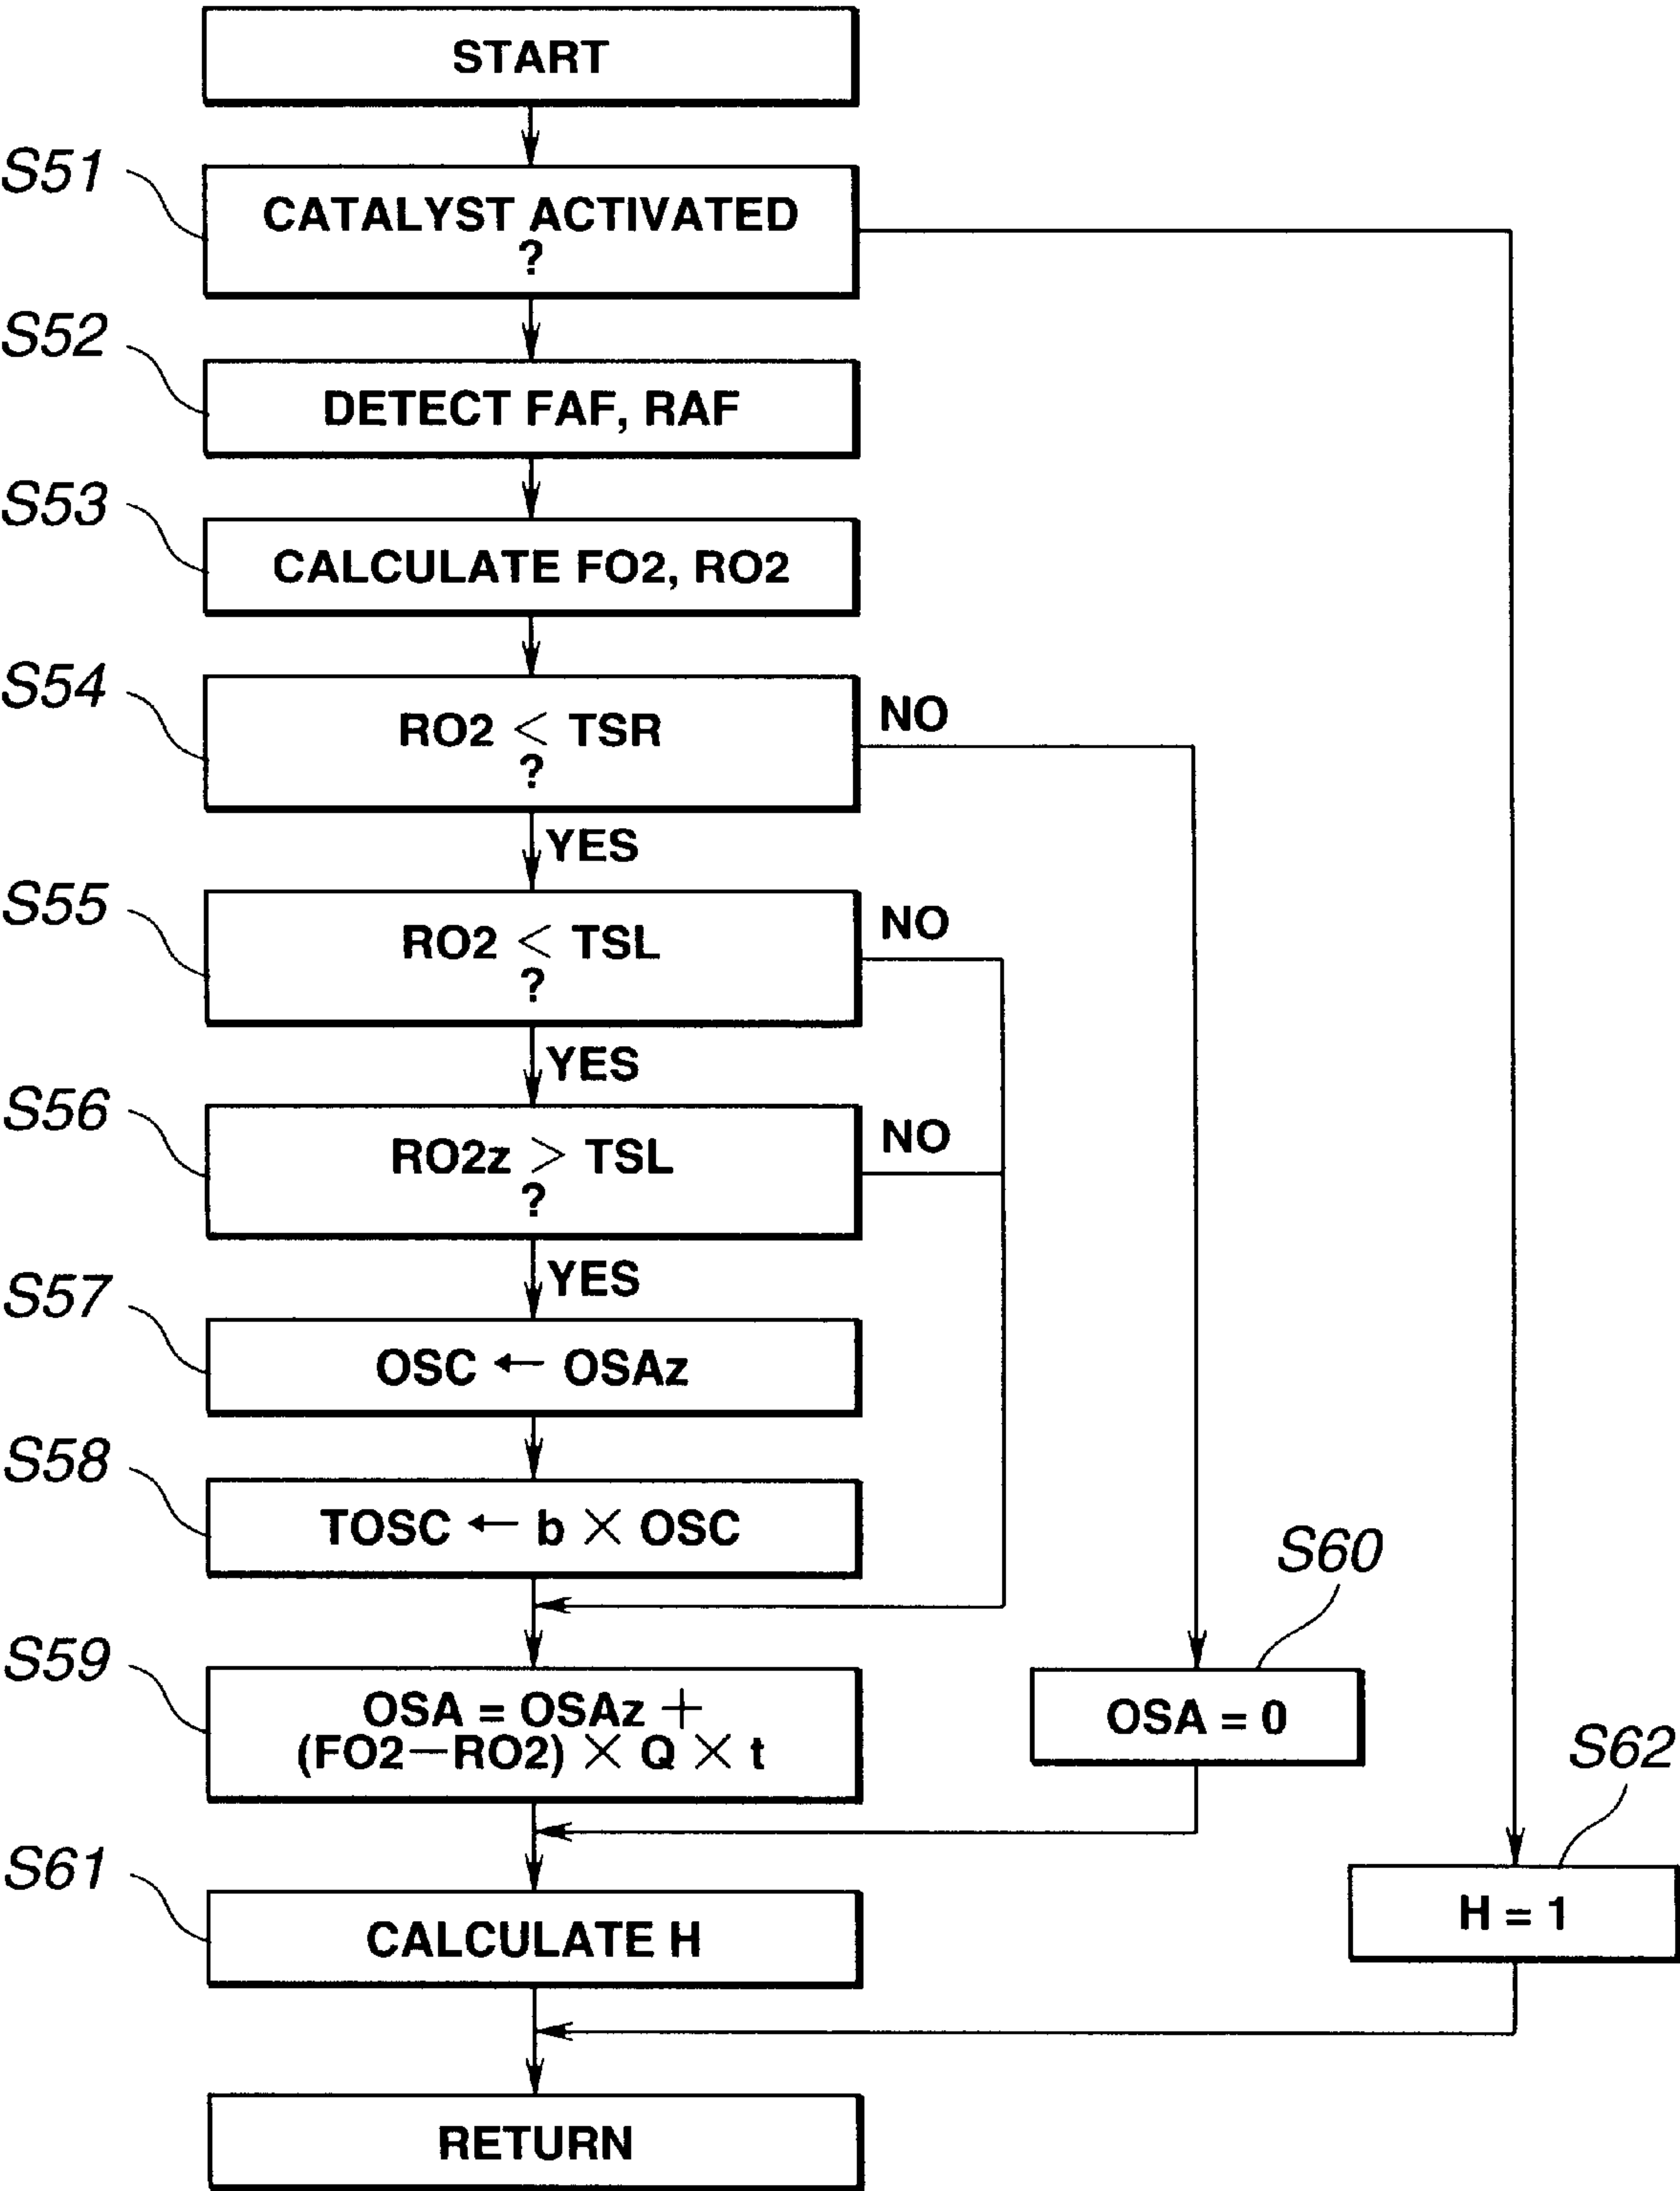 START
S51
CATALYST ACTIVATED
?
S52
DETECT FAF, RAF
S53
CALCULATE FO2, RO2
S54
RO2 < TSR
?
NO
YES
S55
RO2 < TSL
?
NO
YES
S56
RO2z > TSL
?
NO
YES
S57
OSC ← OSAz
S58
TOSC ← b × OSC
S59
OSA = OSAz +
(FO2−RO2) × Q × t
S60
OSA = 0
S61
CALCULATE H
S62
H = 1
RETURN